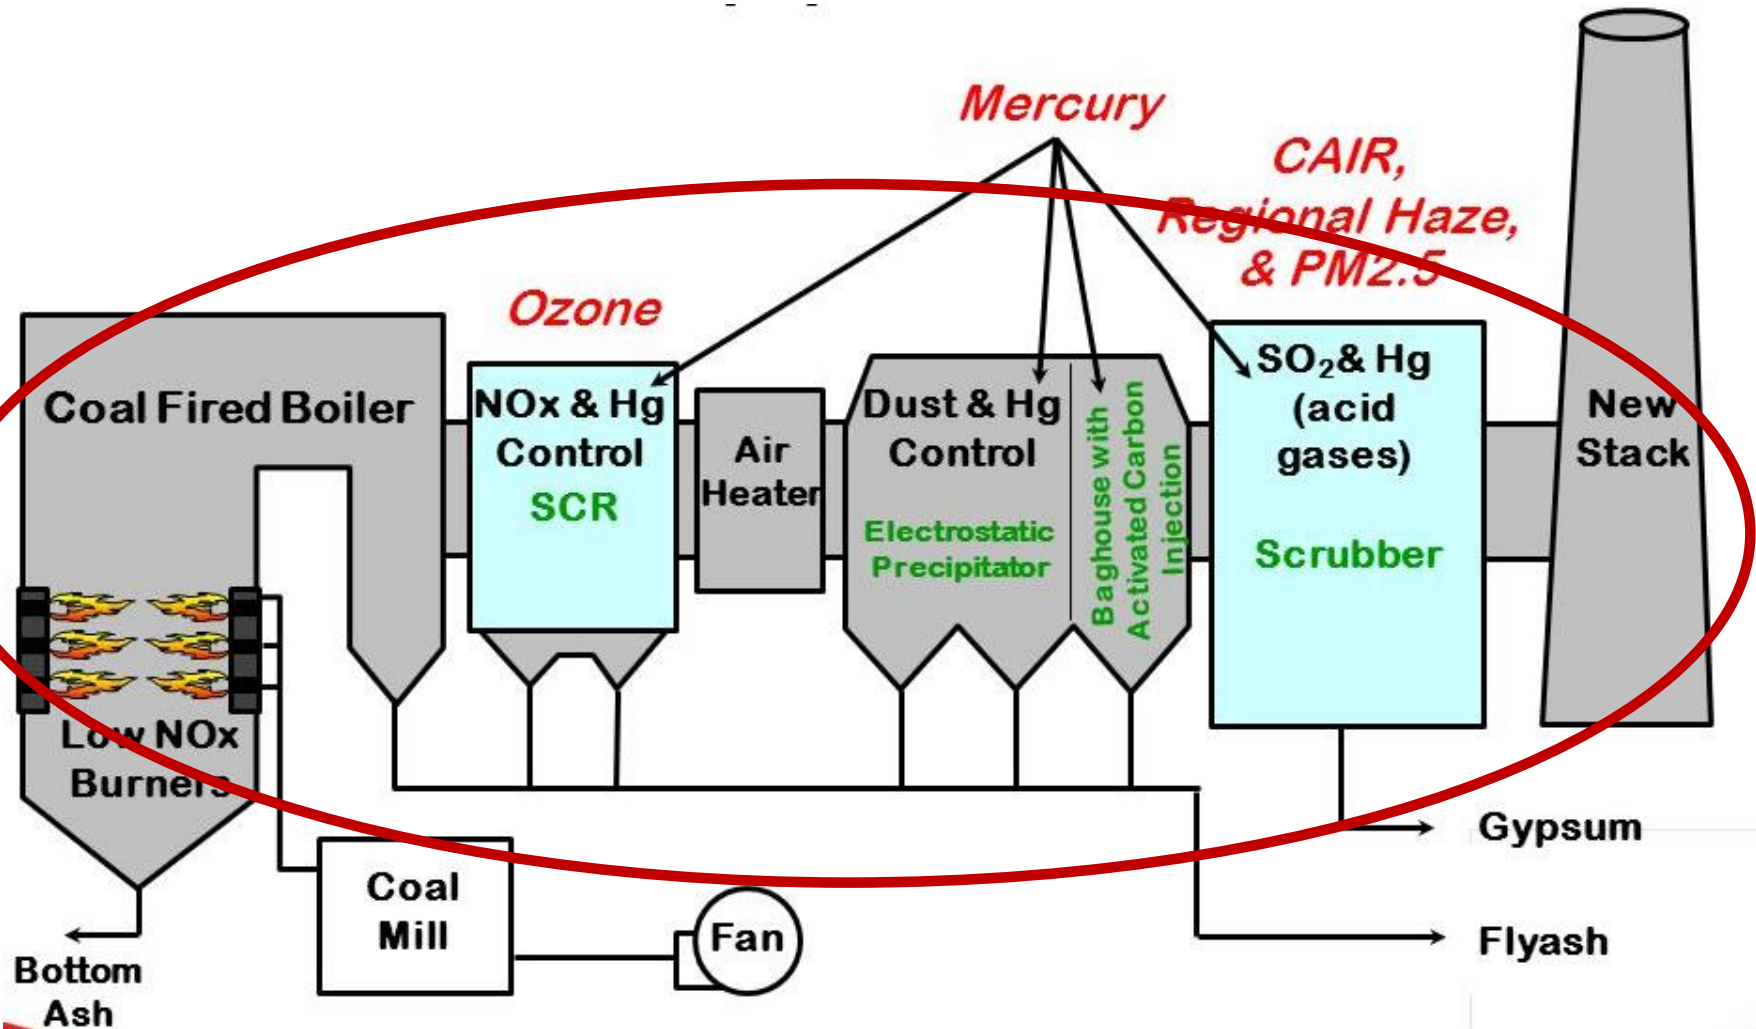 Mercury
CAIR,
Regional Haze,
& PM2.5
Ozone
Coal Fired Boiler
NOx & Hg
Control
SCR
Air
Heater
Dust & Hg
Control
Electrostatic
Precipitator
Baghouse with
Activated Carbon
Injection
SO₂& Hg
(acid
gases)
Scrubber
New
Stack
Low NOx
Burners
Coal
Mill
Fan
Gypsum
Flyash
Bottom
Ash